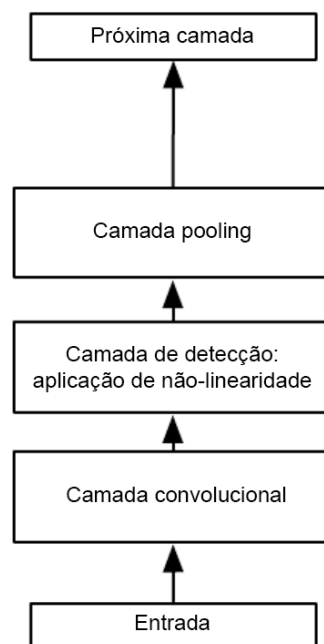 Próxima camada
Camada pooling
Camada de detecção:
aplicação de não-linearidade
Camada convolucional
Entrada